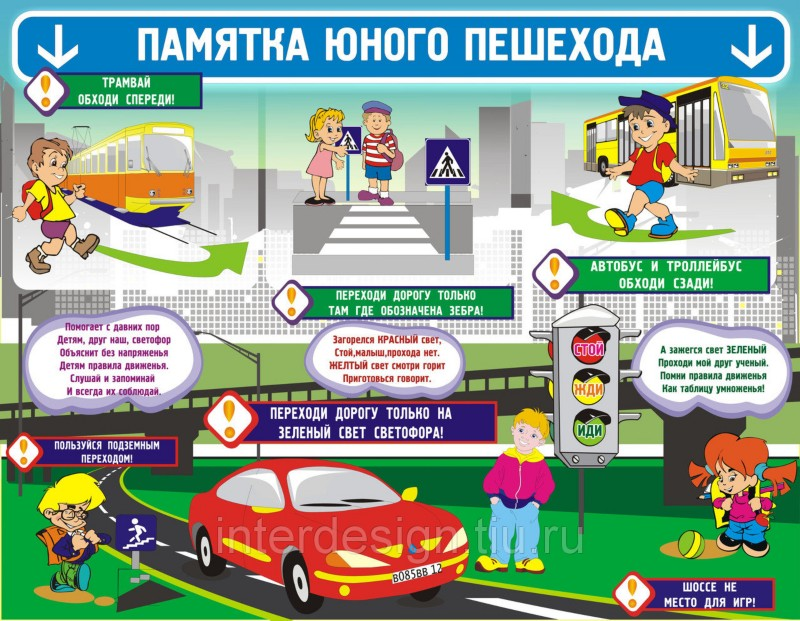 ПАМЯТКА ЮНОГО ПЕШЕХОДА
ТРАМВАЙ
ОБХОДИ СПЕРЕДИ!
АВТОБУС И ТРОЛЛЕЙБУС
ОБХОДИ СЗАДИ!
ПЕРЕХОДИ ДОРОГУ ТОЛЬКО
ТАМ ГДЕ ОБОЗНАЧЕНА ЗЕБРА!
Помогает с давних пор
Детям, друг наш, светофор
Объяснит без напряженья
Детям правила движенья.
Слушай и запоминай
И всегда их соблюдай.
Загорелся КРАСНЫЙ свет,
Стой,малыш,прохода нет.
ЖЕЛТЫЙ свет смотри горит
Приготовься говорит.
СТОЙ
ЖДИ
ИДИ
А зажегся свет ЗЕЛЕНЫЙ
Проходи мой друг ученый.
Помни правила движенья
Как таблицу умноженья!
ПЕРЕХОДИ ДОРОГУ ТОЛЬКО НА
ЗЕЛЕНЫЙ СВЕТ СВЕТОФОРА!
ПОЛЬЗУЙСЯ ПОДЗЕМНЫМ
ПЕРЕХОДОМ!
interdesign.tiu.ru
В085ВВ 12
ШОССЕ НЕ
МЕСТО ДЛЯ ИГР!